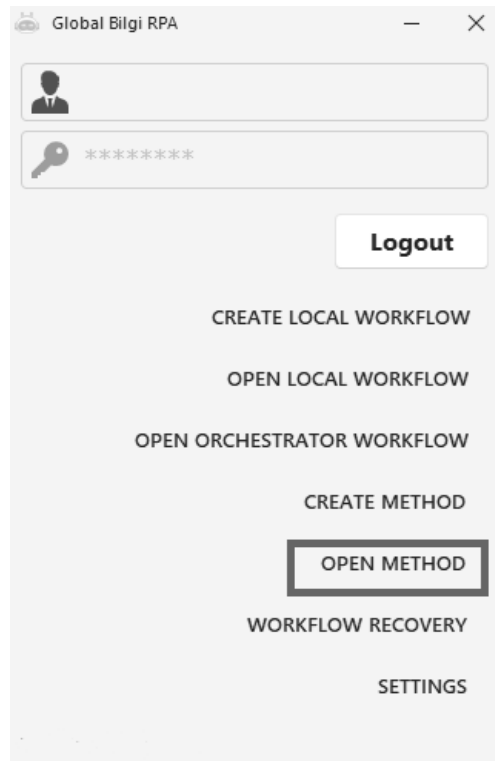 Global Bilgi RPA
********
Logout
CREATE LOCAL WORKFLOW
OPEN LOCAL WORKFLOW
OPEN ORCHESTRATOR WORKFLOW
CREATE METHOD
OPEN METHOD
WORKFLOW RECOVERY
SETTINGS